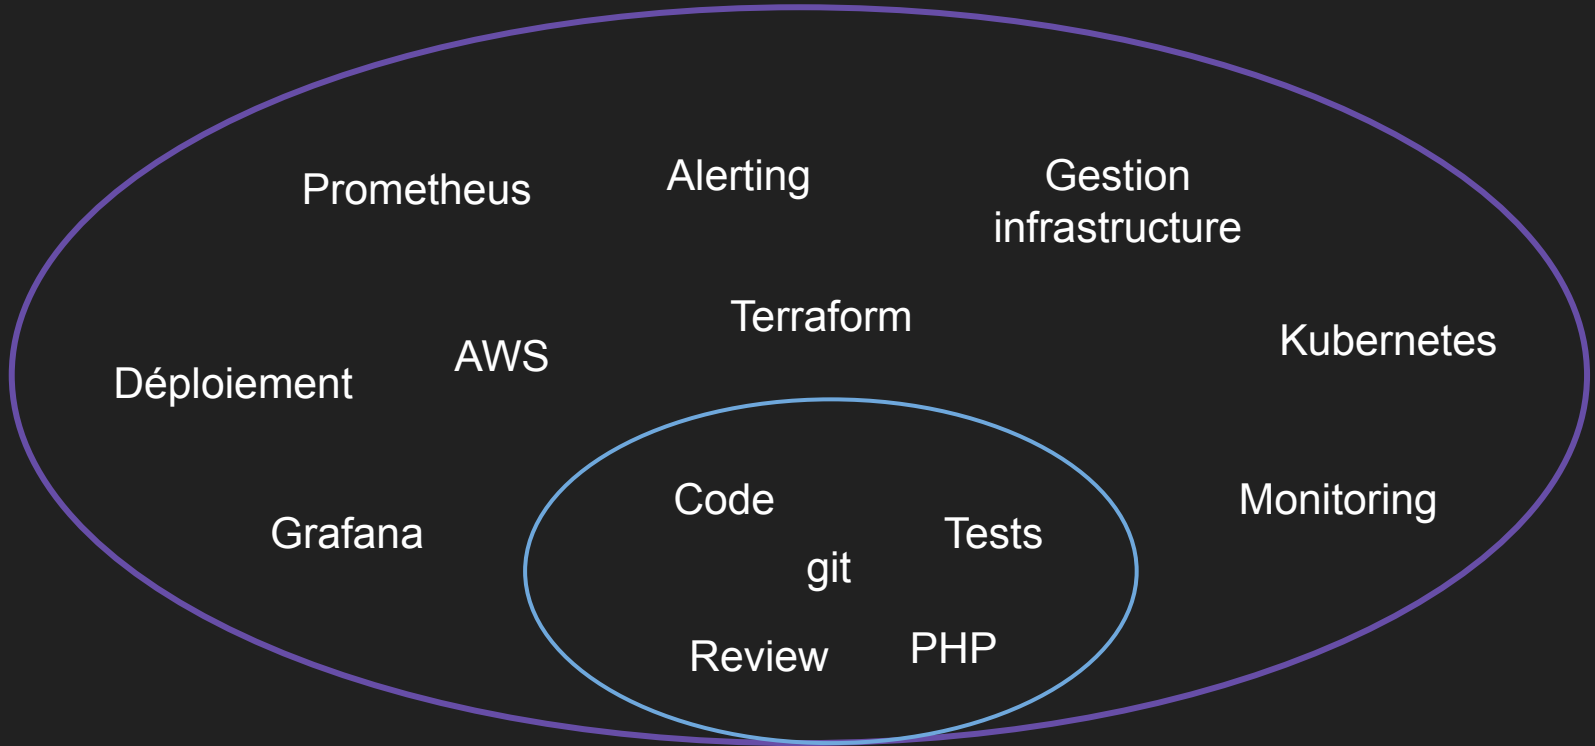 Prometheus
Alerting
Gestion
infrastructure
Terraform
Kubernetes
AWS
Déploiement
Code
Monitoring
Grafana
Tests
git
Review
PHP